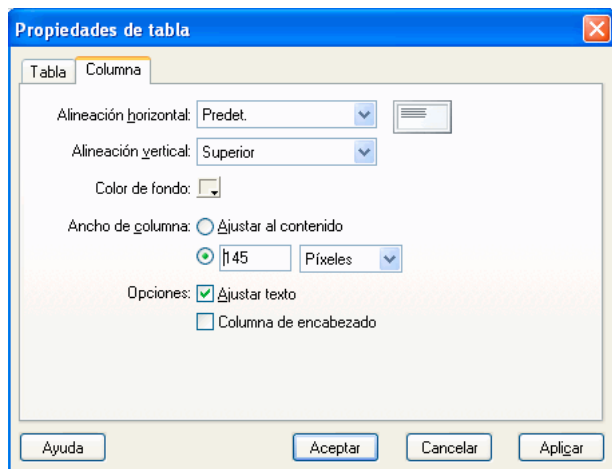 Propiedades de tabla
Tabla Columna
Alineación horizontal: Predet.
Alineación vertical: Superior
Color de fondo:
Ancho de columna: Ajustar al contenido
145 Píxeles
Opciones: Ajustar texto
Columna de encabezado
Ayuda Aceptar Cancelar Aplicar